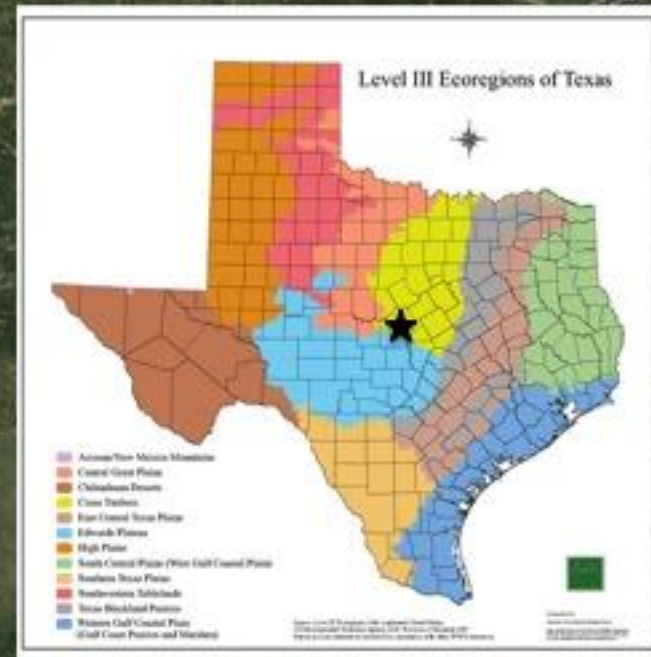 Level III Ecoregions of Texas
Arizona/New Mexico Mountains
Central Great Plains
Chihuahuan Deserts
Cross Timbers
East Central Texas Plains
Edwards Plateau
High Plains
South Central Plains (West Gulf Coastal Plain)
Southern Texas Plains
Southwestern Tablelands
Texas Blackland Prairies
Western Gulf Coastal Plain
(Gulf Coast Prairies and Marshes)